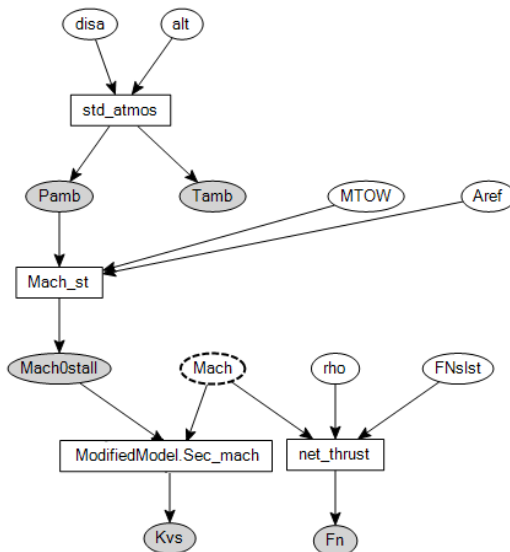 disa
alt
std_atmos
Pamb
Tamb
MTOW
Aref
Mach_st
Mach0stall
Mach
rho
FNslst
ModifiedModel.Sec_mach
net_thrust
Kvs
Fn